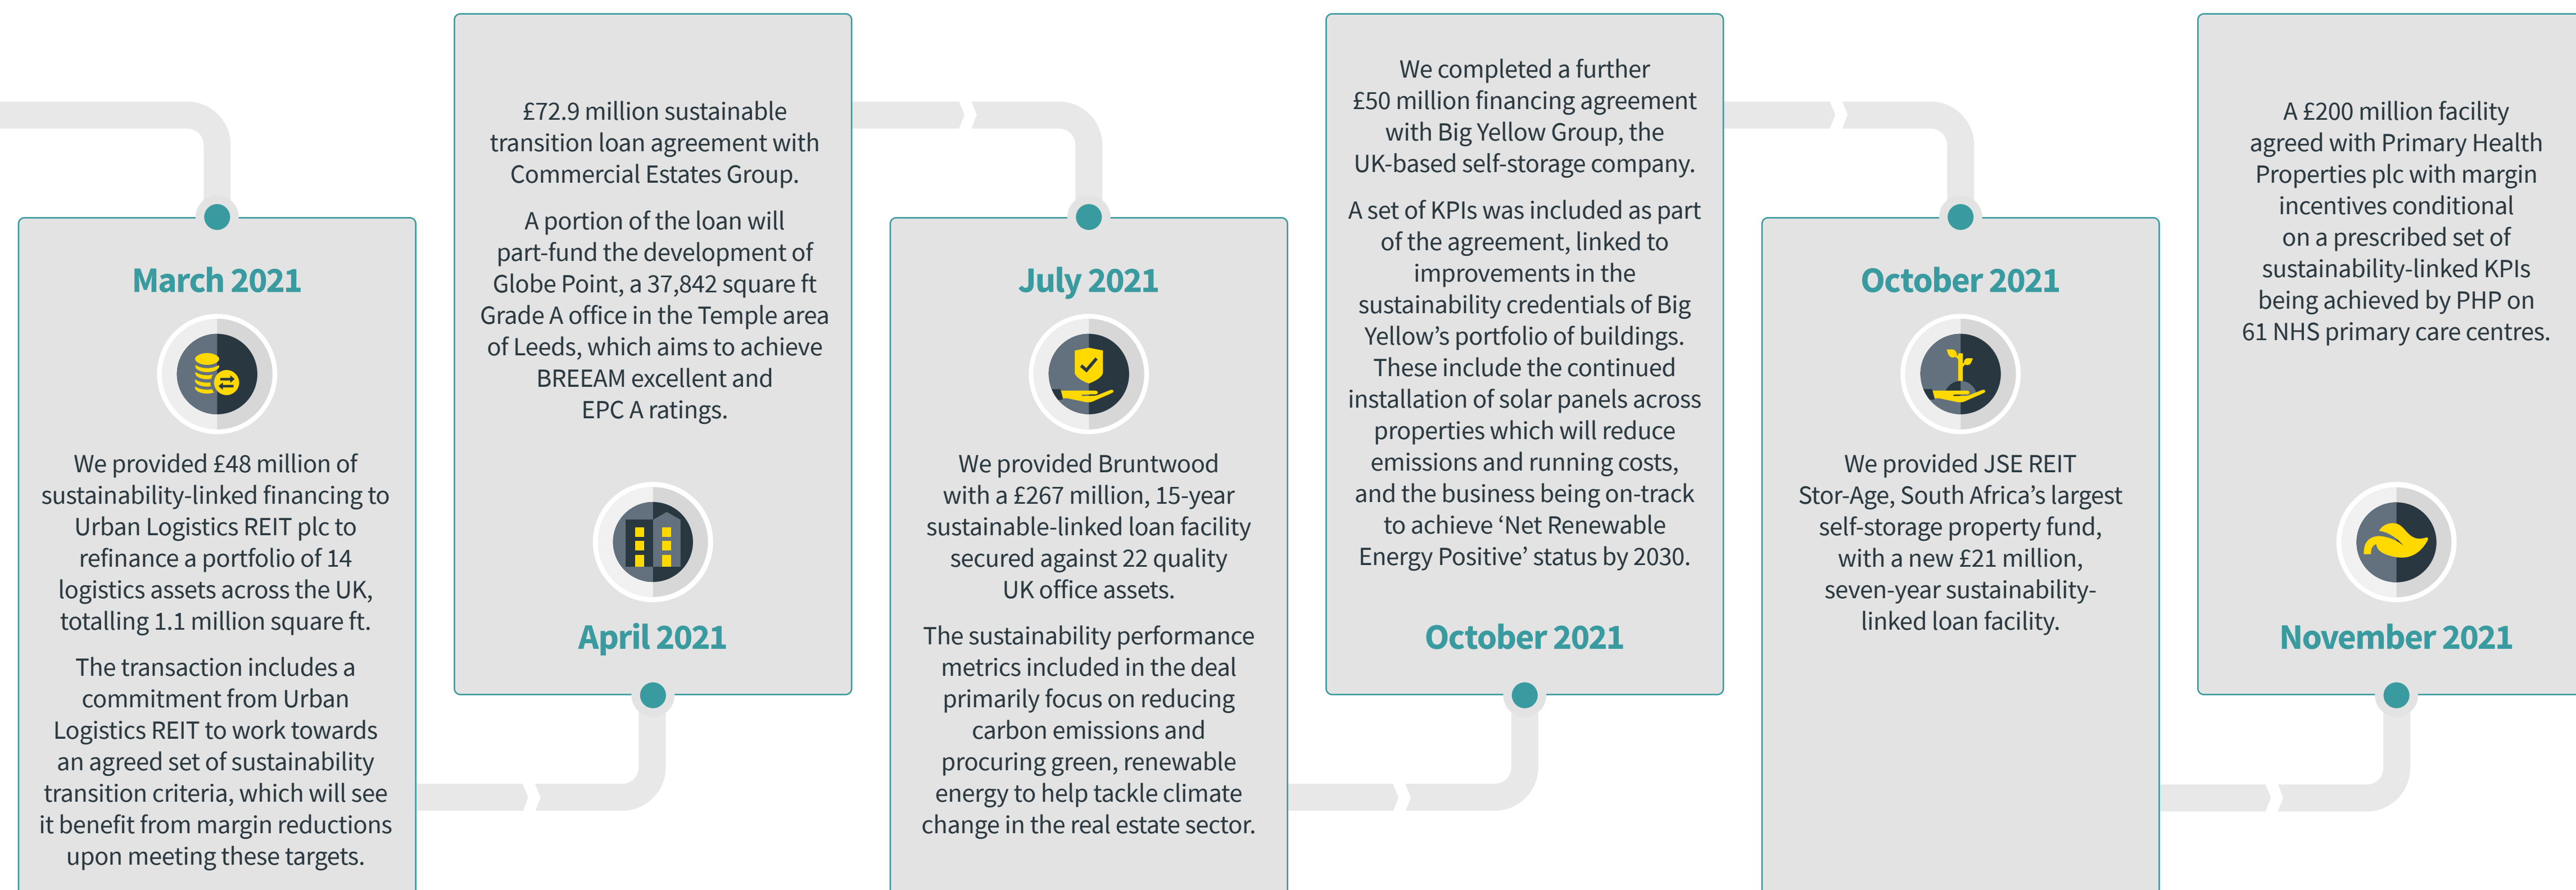 March 2021
We provided £48 million of
sustainability-linked financing to
Urban Logistics REIT plc to
refinance a portfolio of 14
logistics assets across the UK,
totalling 1.1 million square ft.
The transaction includes a
commitment from Urban
Logistics REIT to work towards
an agreed set of sustainability
transition criteria, which will see
it benefit from margin reductions
upon meeting these targets.
£72.9 million sustainable
transition loan agreement with
Commercial Estates Group.
A portion of the loan will
part-fund the development of
Globe Point, a 37,842 square ft
Grade A office in the Temple area
of Leeds, which aims to achieve
BREEAM excellent and
EPC A ratings.
April 2021
July 2021
We provided Bruntwood
with a £267 million, 15-year
sustainable-linked loan facility
secured against 22 quality
UK office assets.
The sustainability performance
metrics included in the deal
primarily focus on reducing
carbon emissions and
procuring green, renewable
energy to help tackle climate
change in the real estate sector.
We completed a further
£50 million financing agreement
with Big Yellow Group, the
UK-based self-storage company.
A set of KPIs was included as part
of the agreement, linked to
improvements in the
sustainability credentials of Big
Yellow’s portfolio of buildings.
These include the continued
installation of solar panels across
properties which will reduce
emissions and running costs,
and the business being on-track
to achieve ‘Net Renewable
Energy Positive’ status by 2030.
October 2021
October 2021
We provided JSE REIT
Stor-Age, South Africa’s largest
self-storage property fund,
with a new £21 million,
seven-year sustainability-
linked loan facility.
A £200 million facility
agreed with Primary Health
Properties plc with margin
incentives conditional
on a prescribed set of
sustainability-linked KPIs
being achieved by PHP on
61 NHS primary care centres.
November 2021